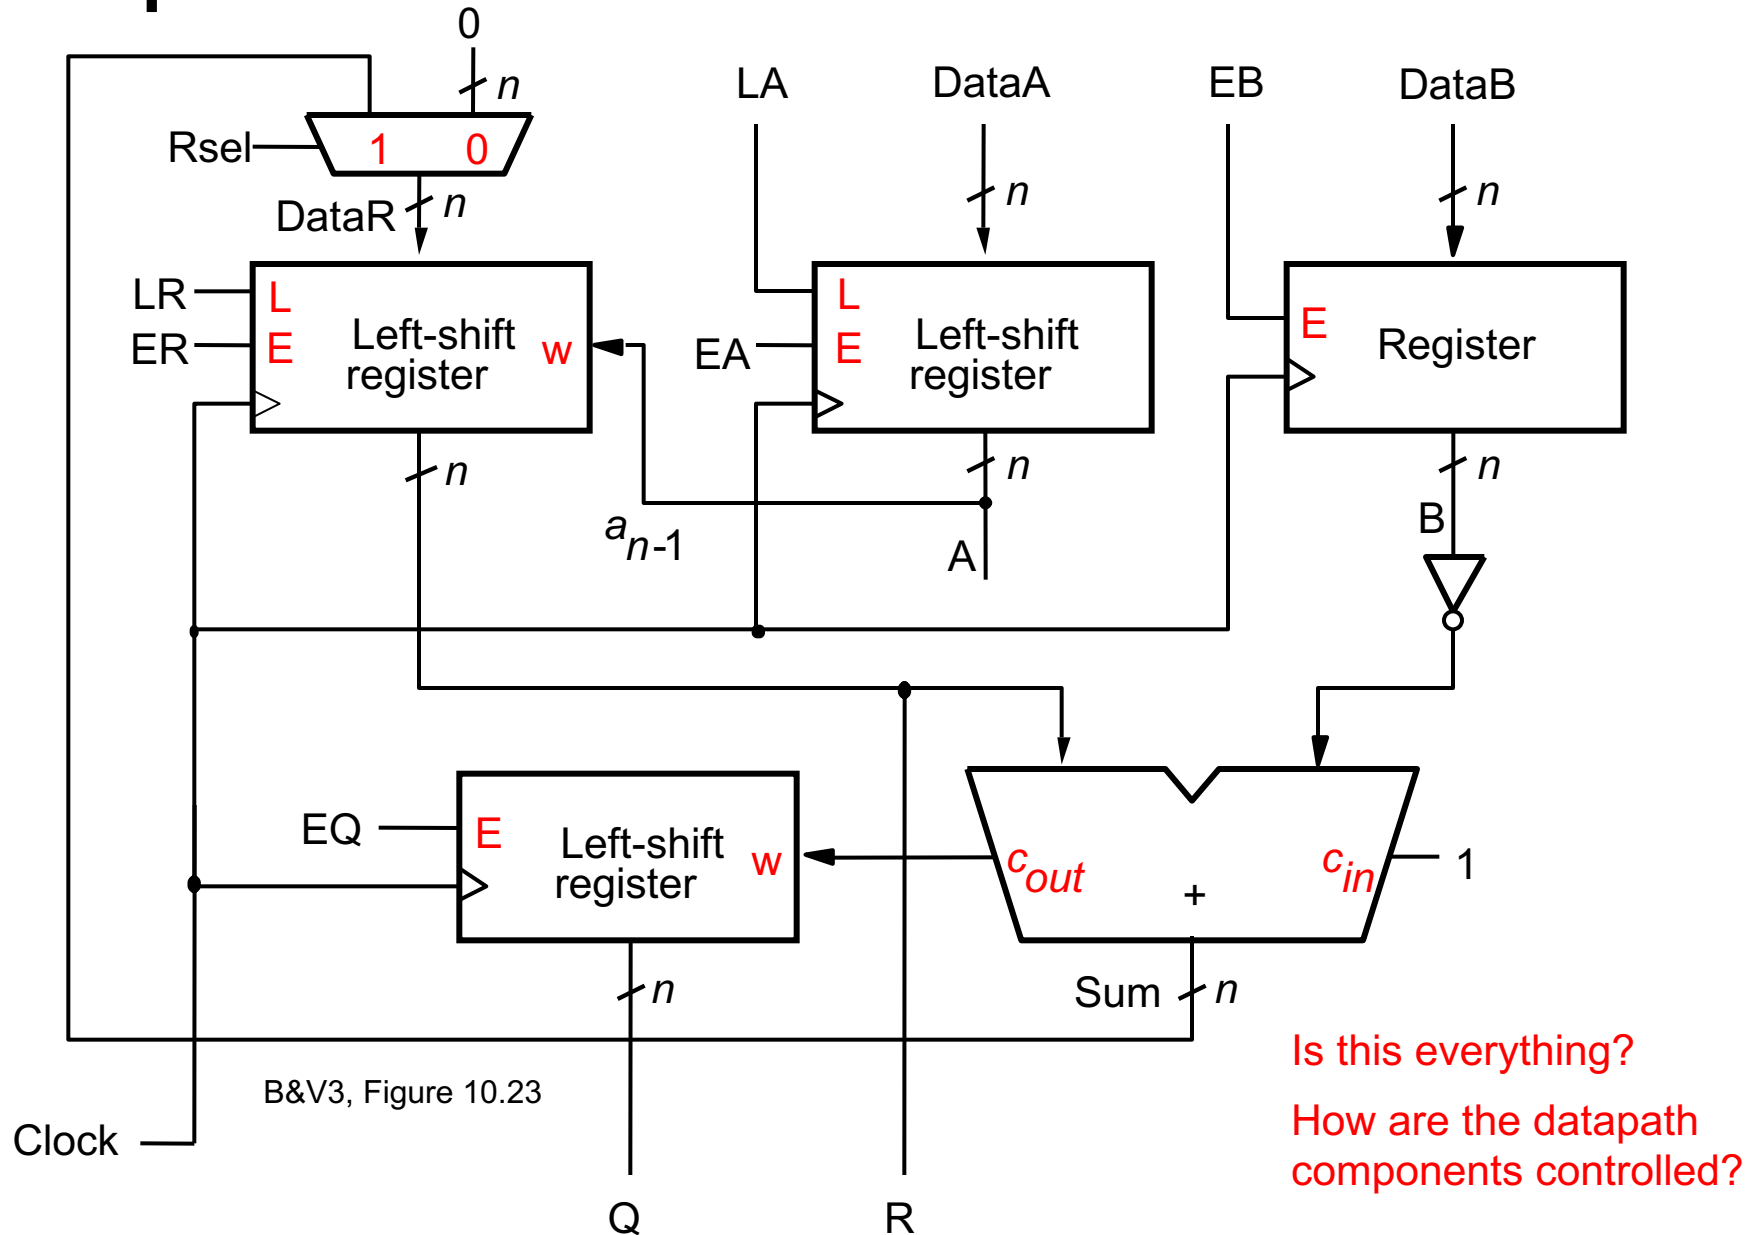 0
n
LA
DataA
EB
DataB
Rsel
1
0
n
n
DataR
n
LR
L
ER
E
Left-shift
register
w
L
EA
E
Left-shift
register
E
Register
n
n
n
a n-1
A
B
EQ
E
Left-shift
register
w
c out
c in
1
+
n
Sum
n
Is this everything?
B&V3, Figure 10.23
How are the datapath
components controlled?
Clock
Q
R